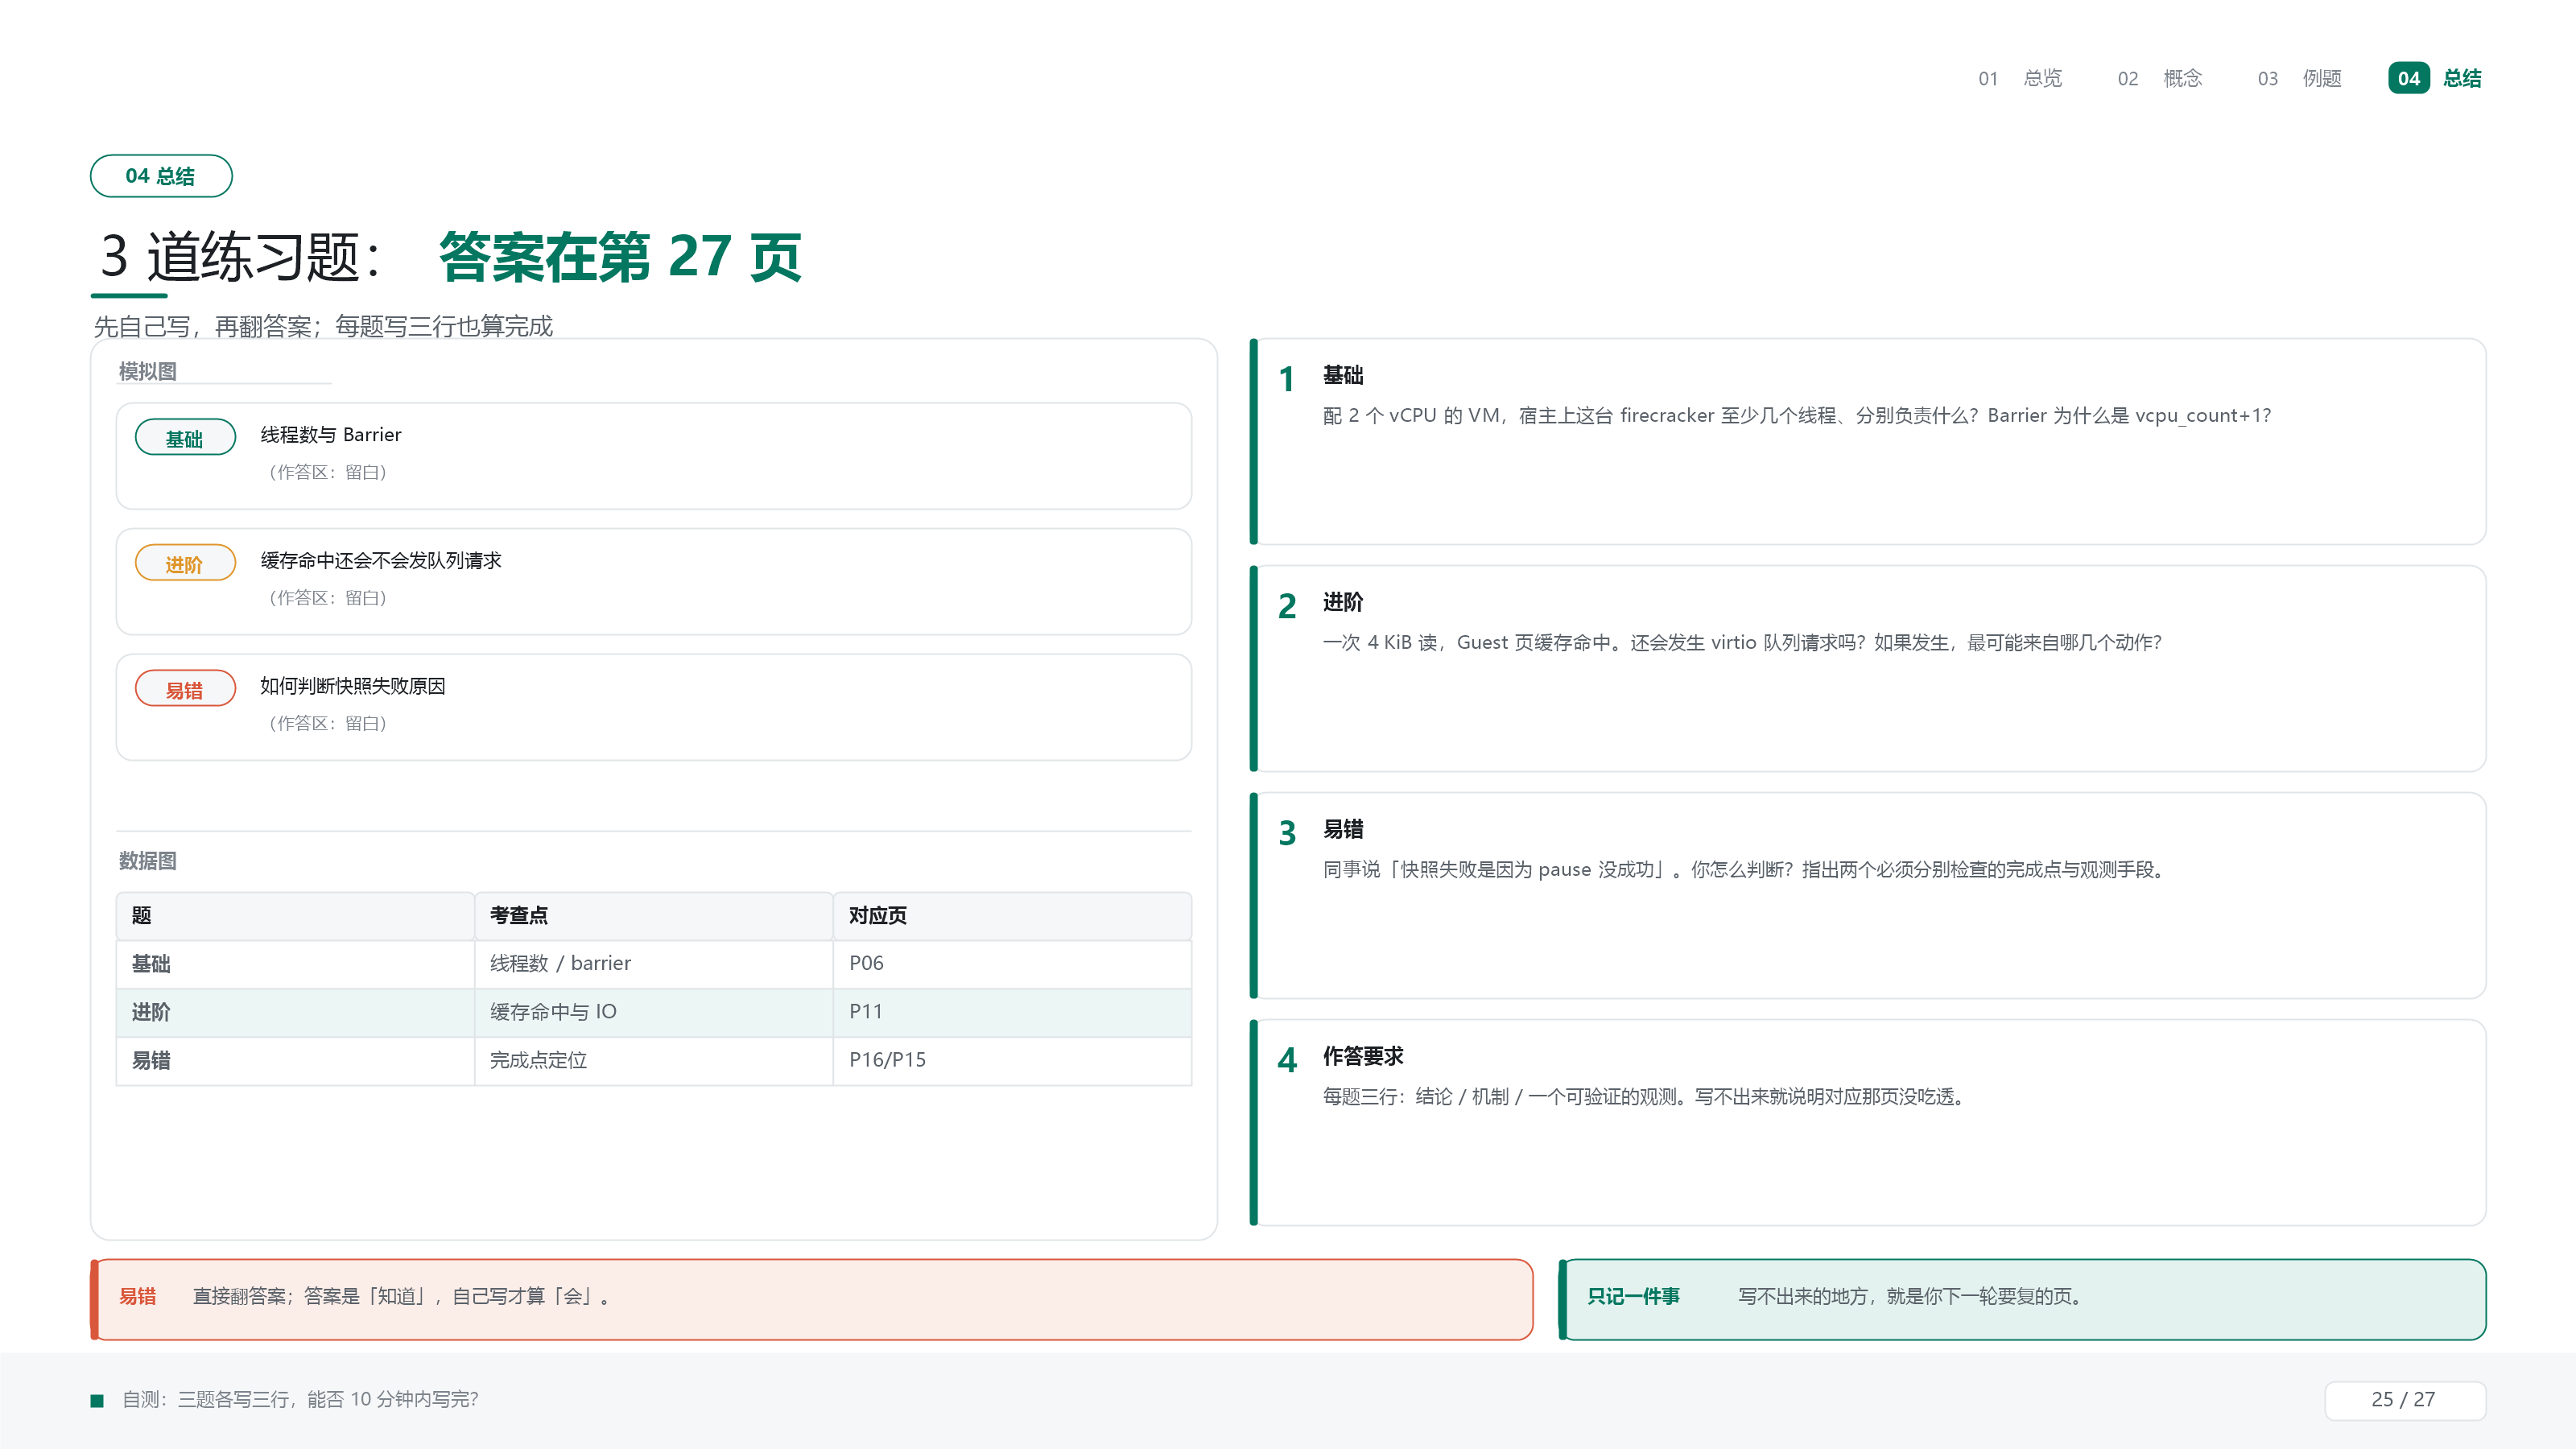 01 总览 02 概念 03 例题 04 总结
04 总结
3 道练习题： 答案在第 27 页
先自己写，再翻答案；每题写三行也算完成
模拟图
基础 线程数与 Barrier
（作答区：留白）
进阶 缓存命中还会不会发队列请求
（作答区：留白）
易错 如何判断快照失败原因
（作答区：留白）
数据图
题 考查点 对应页
基础 线程数 / barrier P06
进阶 缓存命中与 IO P11
易错 完成点定位 P16/P15
1 基础
配 2 个 vCPU 的 VM，宿主上这台 firecracker 至少几个线程、分别负责什么？Barrier 为什么是 vcpu_count+1？
2 进阶
一次 4 KiB 读，Guest 页缓存命中。还会发生 virtio 队列请求吗？如果发生，最可能来自哪几个动作？
3 易错
同事说「快照失败是因为 pause 没成功」。你怎么判断？指出两个必须分别检查的完成点与观测手段。
4 作答要求
每题三行：结论 / 机制 / 一个可验证的观测。写不出来就说明对应那页没吃透。
易错 直接翻答案；答案是「知道」，自己写才算「会」。
只记一件事 写不出来的地方，就是你下一轮要复的页。
自测：三题各写三行，能否 10 分钟内写完？
25 / 27